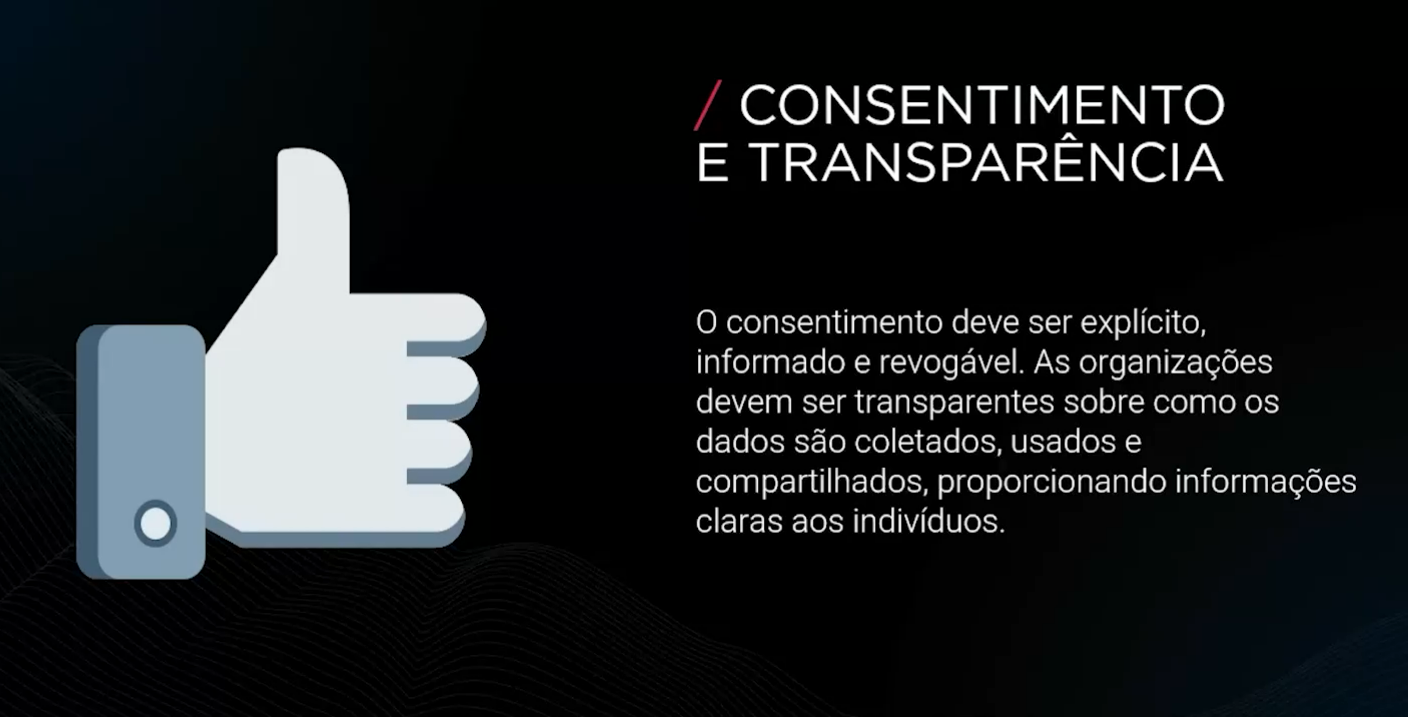 / CONSENTIMENTO
E TRANSPARÊNCIA
O consentimento deve ser explícito,
informado e revogável. As organizações
devem ser transparentes sobre como os
dados são coletados, usados e
compartilhados, proporcionando informações
claras aos indivíduos.